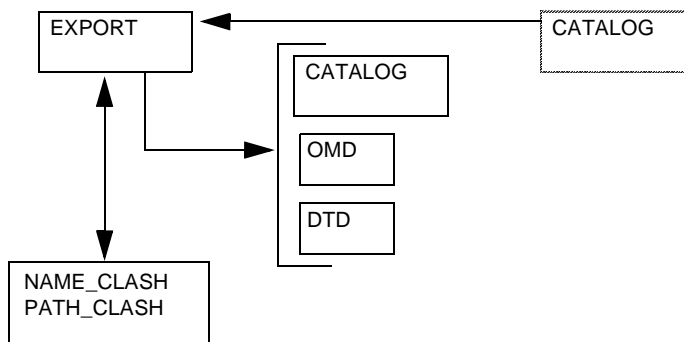 EXPORT
CATALOG
CATALOG
OMD
DTD
NAME_CLASH
PATH_CLASH